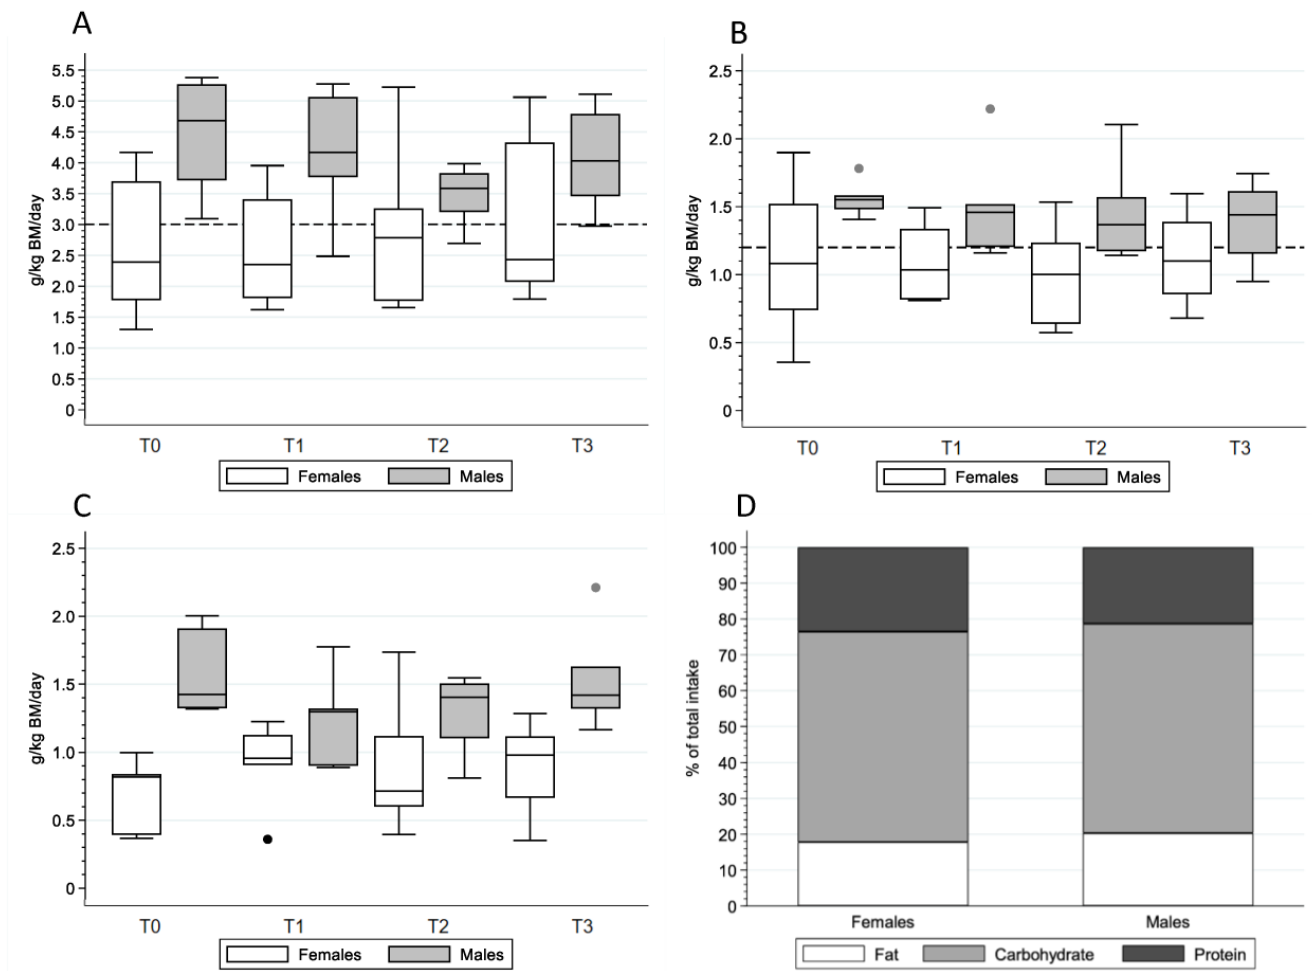 A
5.5
5.0
4.5
4.0
3.5
3.0
2.5
2.0
1.5
1.0
0.5
0
g/kg BM/day
T0 T1 T2 T3
Females Males
B
2.5
2.0
1.5
1.0
0.5
0
g/kg BM/day
T0 T1 T2 T3
Females Males
C
2.5
2.0
1.5
1.0
0.5
0
g/kg BM/day
T0 T1 T2 T3
Females Males
D
100
90
80
70
60
50
40
30
20
10
0
% of total intake
Females Males
Fat Carbohydrate Protein